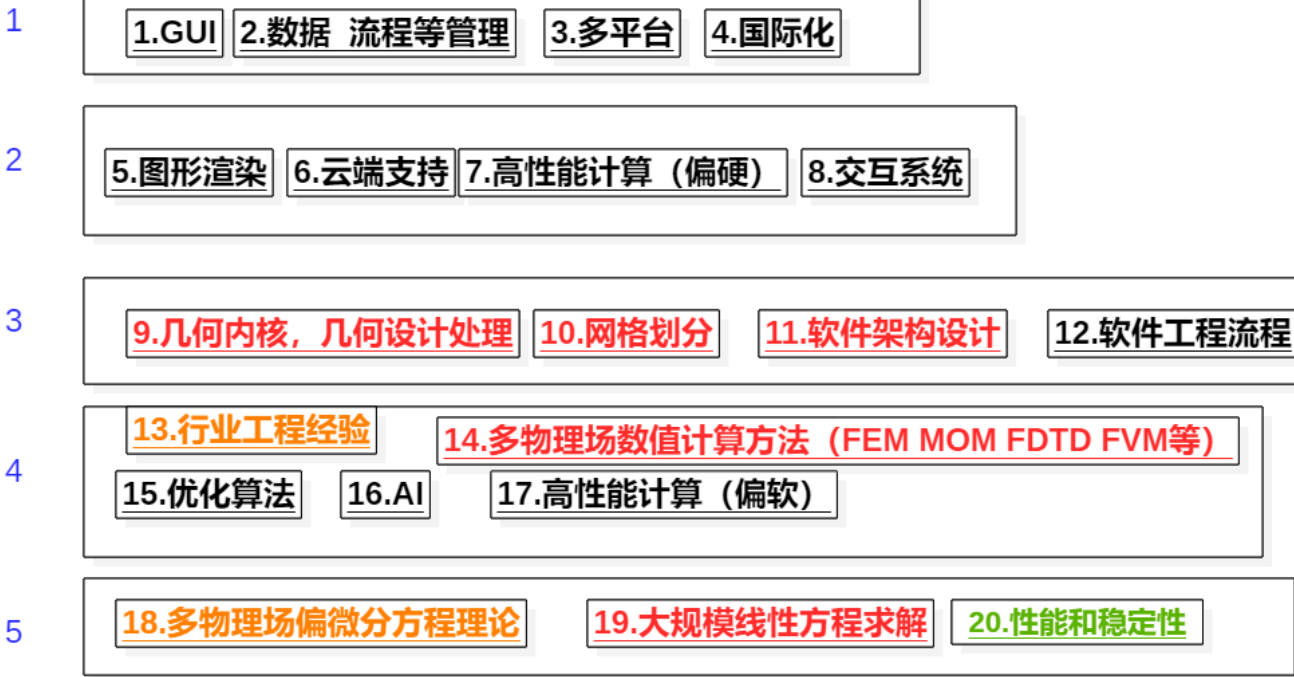 1 1.GUI 2.数据 流程等管理 3.多平台 4.国际化
2 5.图形渲染 6.云端支持 7.高性能计算（偏硬） 8.交互系统
3 9.几何内核，几何设计处理 10.网格划分 11.软件架构设计 12.软件工程流程
13.行业工程经验 14.多物理场数值计算方法（FEM MOM FDTD FVM等）
4 15.优化算法 16.AI 17.高性能计算（偏软）
5 18.多物理场偏微分方程理论 19.大规模线性方程求解 20.性能和稳定性